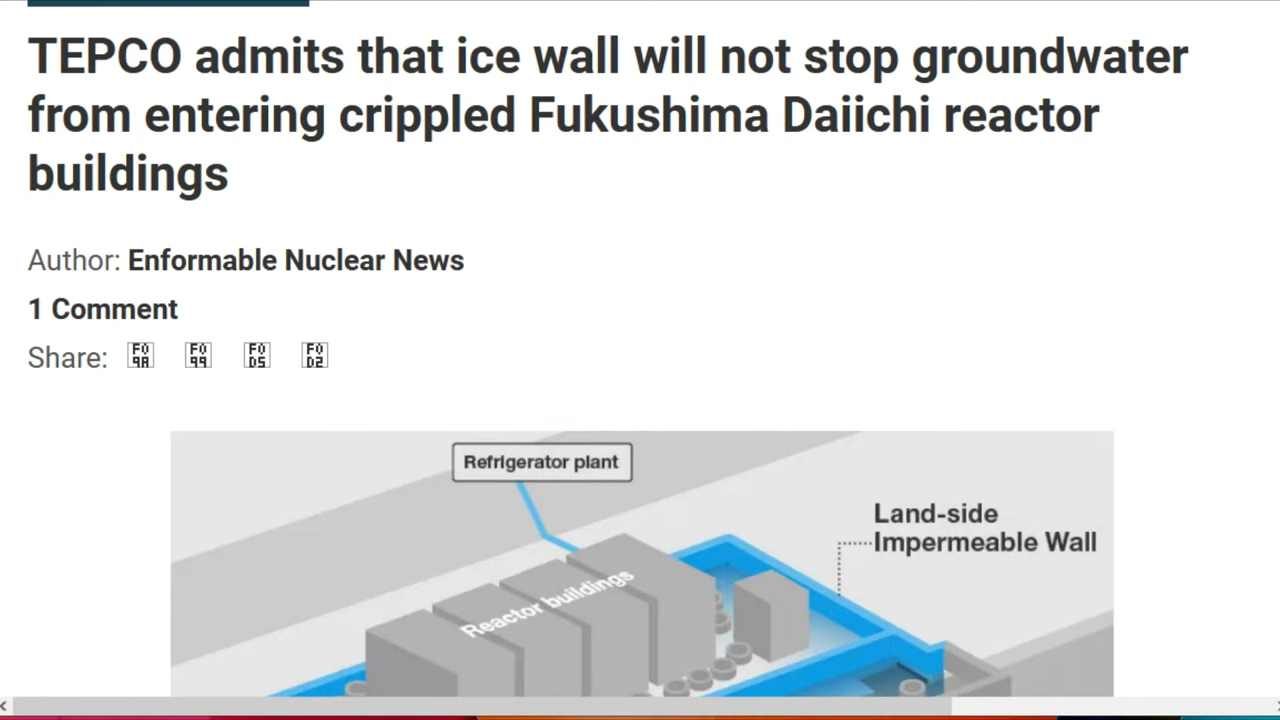 TEPCO admits that ice wall will not stop groundwater
from entering crippled Fukushima Daiichi reactor
buildings
Author: Enformable Nuclear News
1 Comment
Share:
Refrigerator plant
Land-side
Impermeable Wall
Reactor buildings